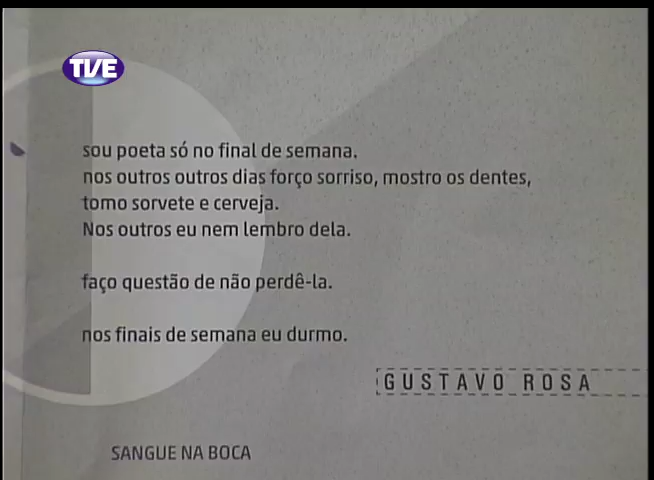 TVE
sou poeta só no final de semana.
nos outros outros dias forço sorriso, mostro os dentes,
tomo sorvete e cerveja.
Nos outros eu nem lembro dela.
faço questão de não perdê-la.
nos finais de semana eu durmo.
GUSTAVO ROSA
SANGUE NA BOCA